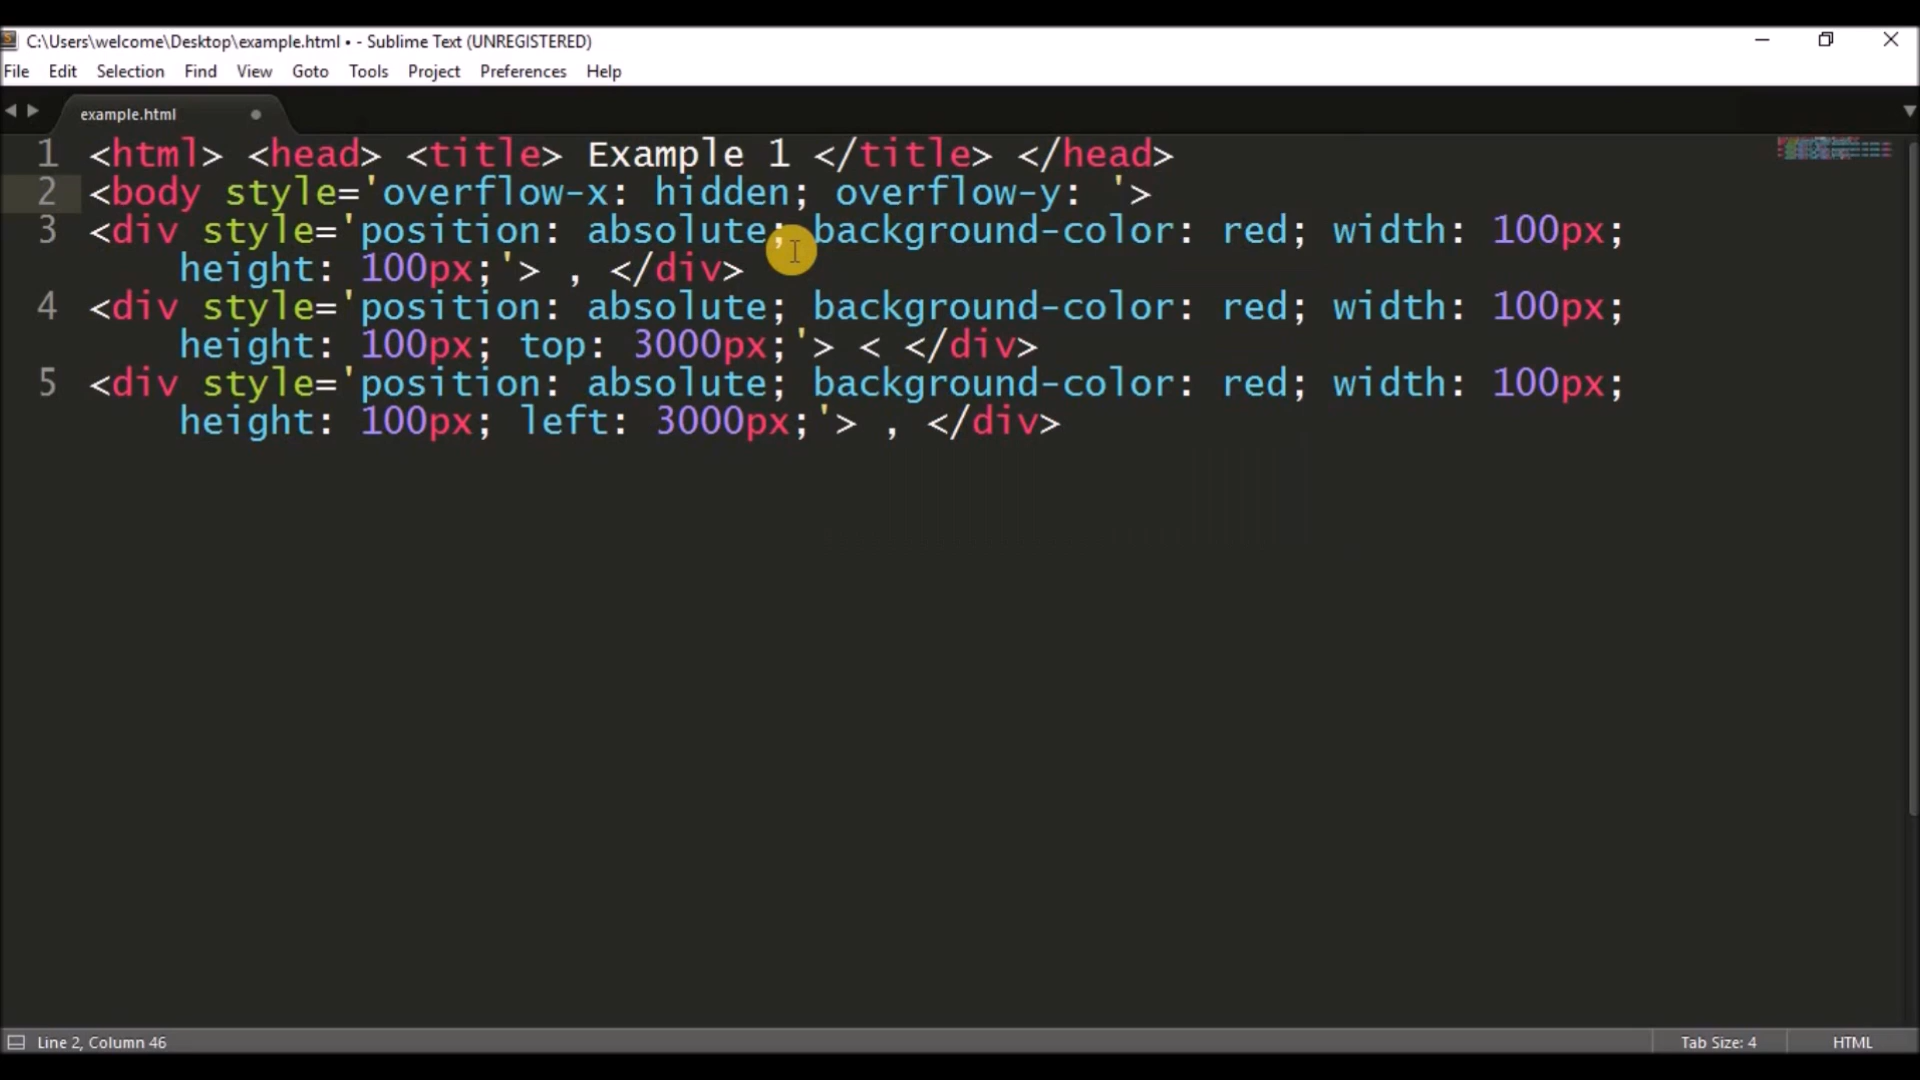 C:\Users\welcome\Desktop\example.html • - Sublime Text (UNREGISTERED)
File Edit Selection Find View Goto Tools Project Preferences Help
example.html
1 <html> <head> <title> Example 1 </title> </head>
2 <body style='overflow-x: hidden; overflow-y: '>
3 <div style='position: absolute; background-color: red; width: 100px;
height: 100px;'> , </div>
4 <div style='position: absolute; background-color: red; width: 100px;
height: 100px; top: 3000px;'> < </div>
5 <div style='position: absolute; background-color: red; width: 100px;
height: 100px; left: 3000px;'> , </div>
Line 2, Column 46 Tab Size: 4 HTML